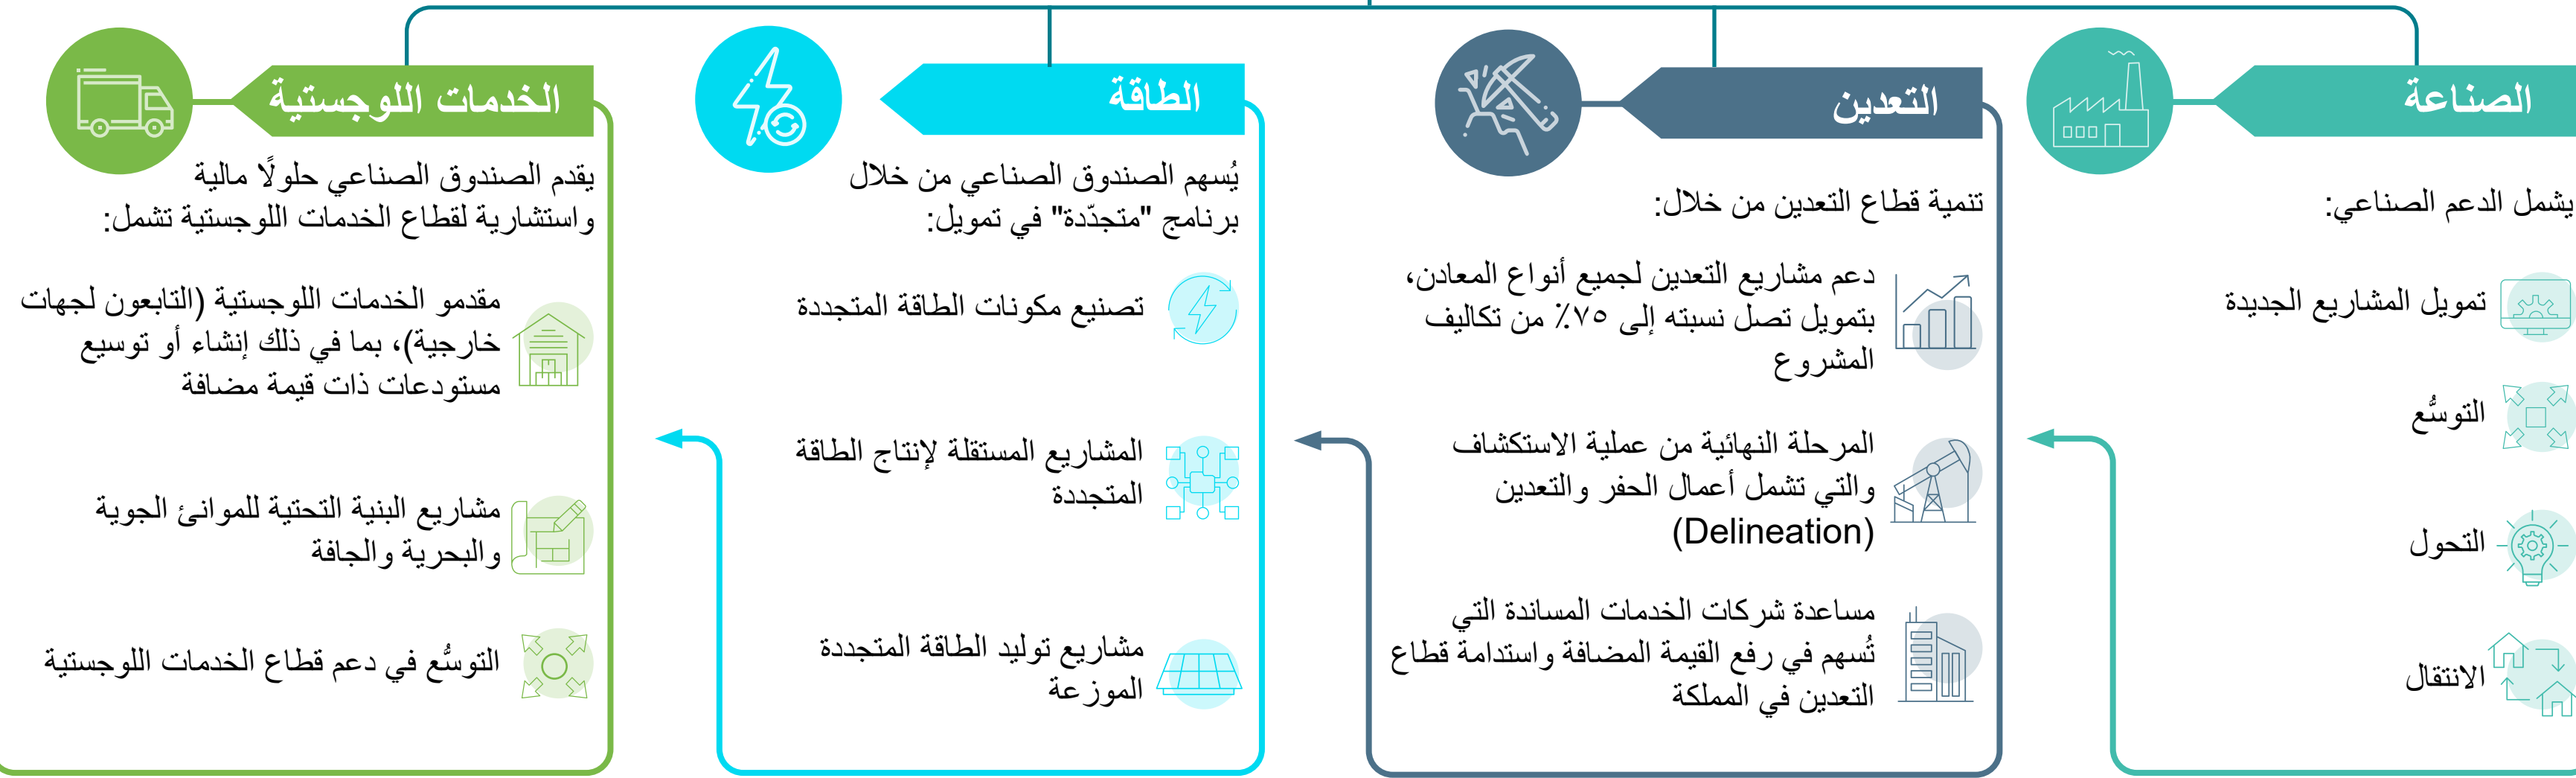 الصناعة
يشمل الدعم الصناعي:
تمويل المشاريع الجديدة
التوسُّع
التحول
الانتقال
التعدين
تنمية قطاع التعدين من خلال:
دعم مشاريع التعدين لجميع أنواع المعادن،
بتمويل تصل نسبته إلى ٧٥٪ من تكاليف
المشروع
المرحلة النهائية من عملية الاستكشاف
والتي تشمل أعمال الحفر والتعدين
(Delineation)
مساعدة شركات الخدمات المساندة التي
تُسهم في رفع القيمة المضافة واستدامة قطاع
التعدين في المملكة
الطاقة
يُسهم الصندوق الصناعي من خلال
برنامج "متجدّدة" في تمويل:
تصنيع مكونات الطاقة المتجددة
المشاريع المستقلة لإنتاج الطاقة
المتجددة
مشاريع توليد الطاقة المتجددة
الموزعة
الخدمات اللوجستية
يقدم الصندوق الصناعي حلولًا مالية
واستشارية لقطاع الخدمات اللوجستية تشمل:
مقدمو الخدمات اللوجستية (التابعون لجهات
خارجية)، بما في ذلك إنشاء أو توسيع
مستودعات ذات قيمة مضافة
مشاريع البنية التحتية للموانئ الجوية
والبحرية والجافة
التوسُّع في دعم قطاع الخدمات اللوجستية